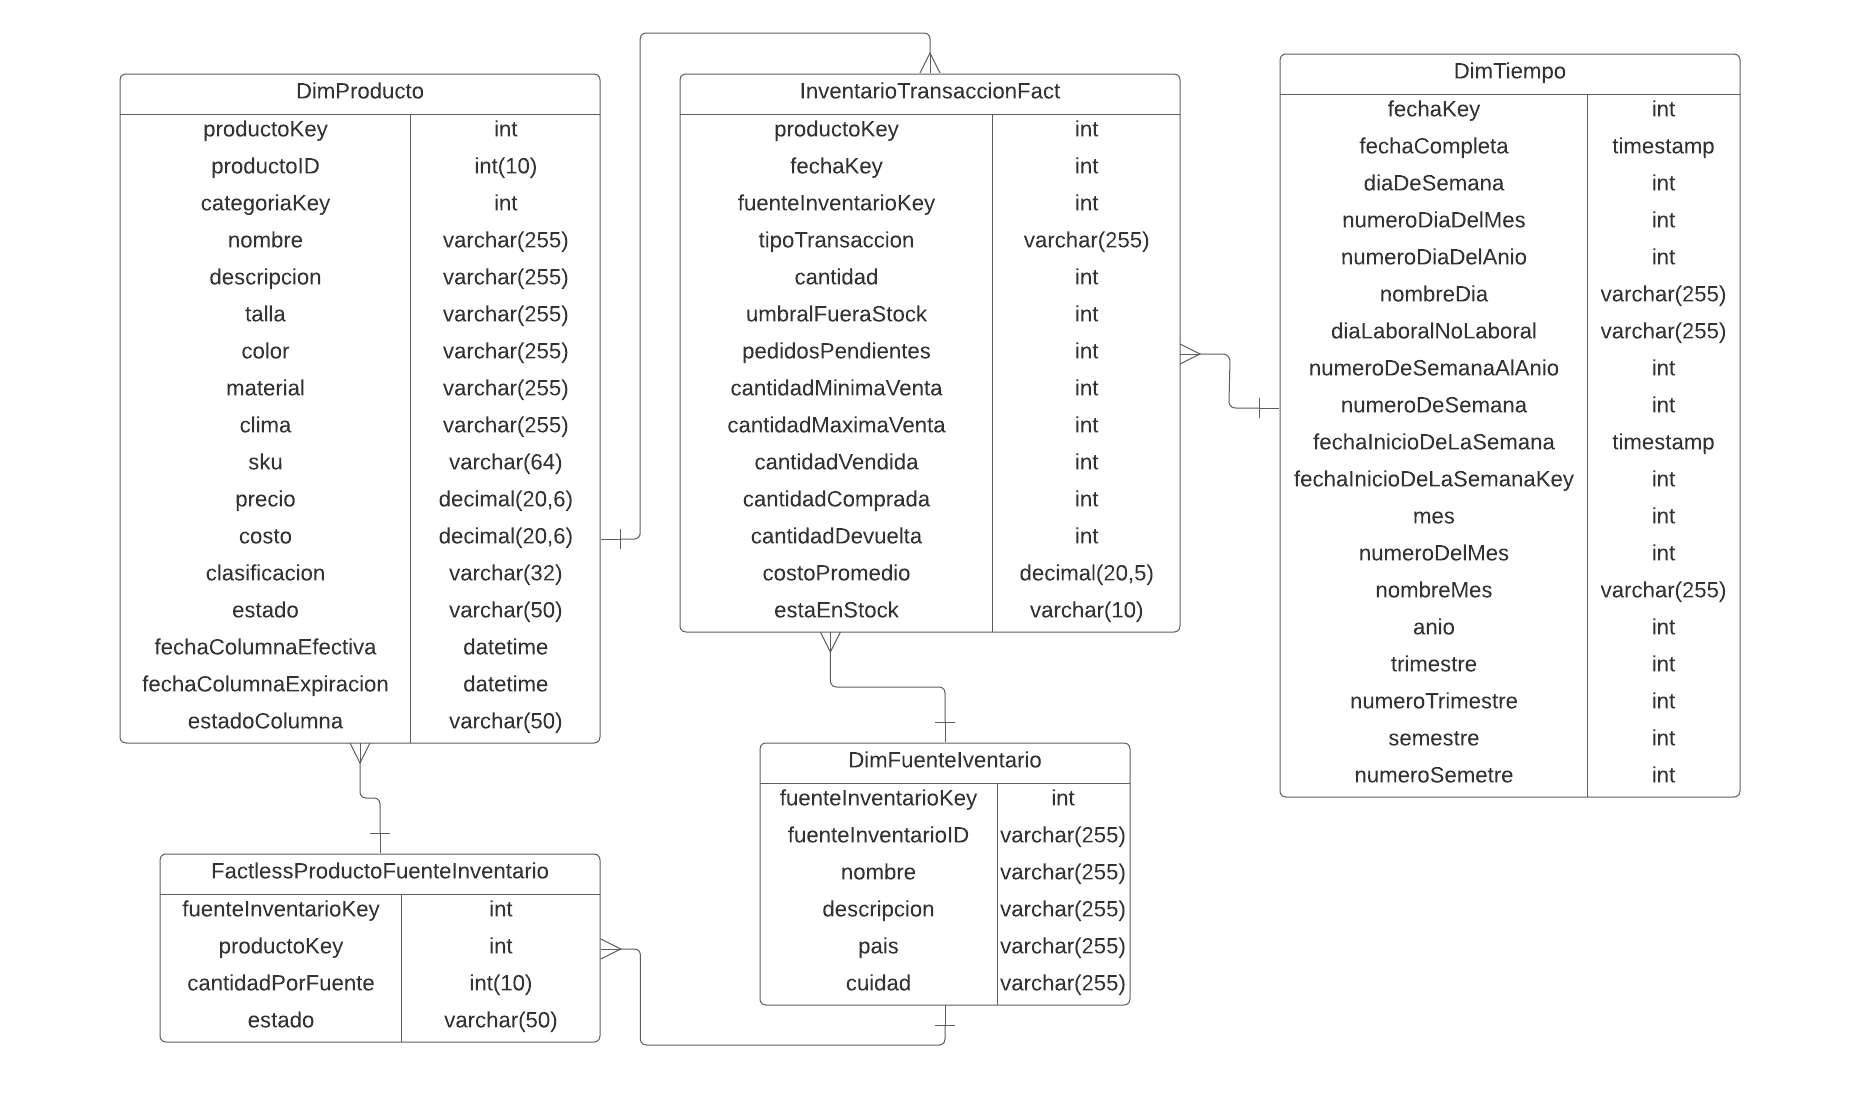 DimProducto
productoKey int
productoID int(10)
categoriaKey int
nombre varchar(255)
descripcion varchar(255)
talla varchar(255)
color varchar(255)
material varchar(255)
clima varchar(255)
sku varchar(64)
precio decimal(20,6)
costo decimal(20,6)
clasificacion varchar(32)
estado varchar(50)
fechaColumnaEfectiva datetime
fechaColumnaExpiracion datetime
estadoColumna varchar(50)
InventarioTransaccionFact
productoKey int
fechaKey int
fuenteInventarioKey int
tipoTransaccion varchar(255)
cantidad int
umbralFueraStock int
pedidosPendientes int
cantidadMinimaVenta int
cantidadMaximaVenta int
cantidadVendida int
cantidadComprada int
cantidadDevuelta int
costoPromedio decimal(20,5)
estaEnStock varchar(10)
DimTiempo
fechaKey int
fechaCompleta timestamp
diaDeSemana int
numeroDiaDelMes int
numeroDiaDelAnio int
nombreDia varchar(255)
diaLaboralNoLaboral varchar(255)
numeroDeSemanaAlAnio int
numeroDeSemana int
fechaInicioDeLaSemana timestamp
fechaInicioDeLaSemanaKey int
mes int
numeroDelMes int
nombreMes varchar(255)
anio int
trimestre int
numeroTrimestre int
semestre int
numeroSemetre int
FactlessProductoFuenteInventario
fuenteInventarioKey int
productoKey int
cantidadPorFuente int(10)
estado varchar(50)
DimFuenteIventario
fuenteInventarioKey int
fuenteInventarioID varchar(255)
nombre varchar(255)
descripcion varchar(255)
pais varchar(255)
cuidad varchar(255)